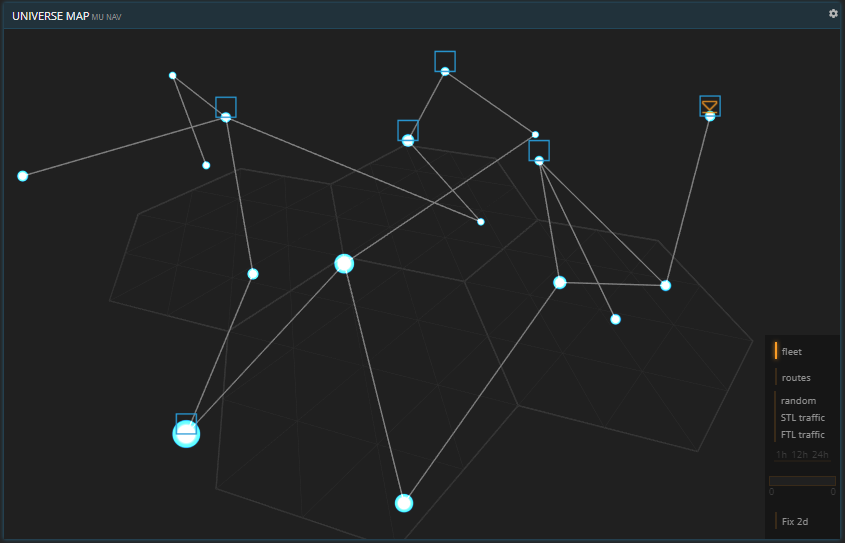 UNIVERSE MAP MU NAV
fleet
routes
random
STL traffic
FTL traffic
1h 12h 24h
0 0
Fix 2d